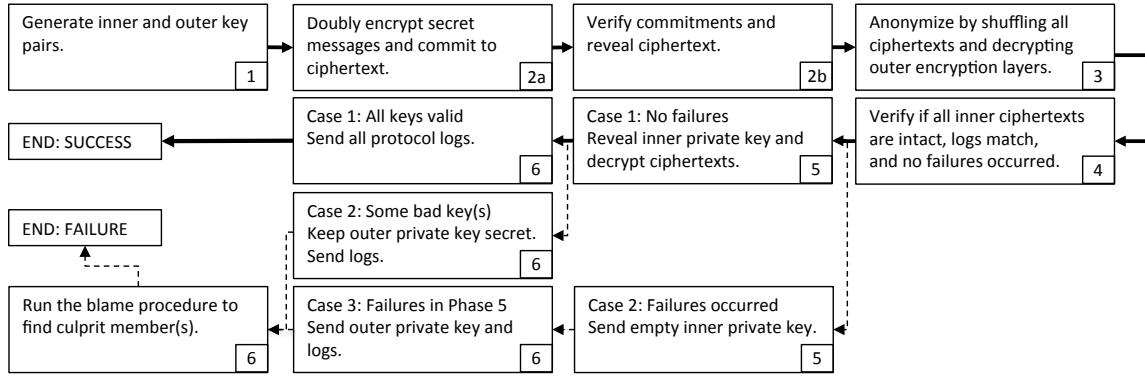 Generate inner and outer key
pairs.
1
Doubly encrypt secret
messages and commit to
ciphertext.
2a
Verify commitments and
reveal ciphertext.
2b
Anonymize by shuffling all
ciphertexts and decrypting
outer encryption layers.
3
Verify if all inner ciphertexts
are intact, logs match,
and no failures occurred.
4
Case 1: No failures
Reveal inner private key and
decrypt ciphertexts.
5
Case 1: All keys valid
Send all protocol logs.
6
END: SUCCESS
Case 2: Some bad key(s)
Keep outer private key secret.
Send logs.
6
END: FAILURE
Case 2: Failures occurred
Send empty inner private key.
5
Case 3: Failures in Phase 5
Send outer private key and
logs.
6
Run the blame procedure to
find culprit member(s).
6